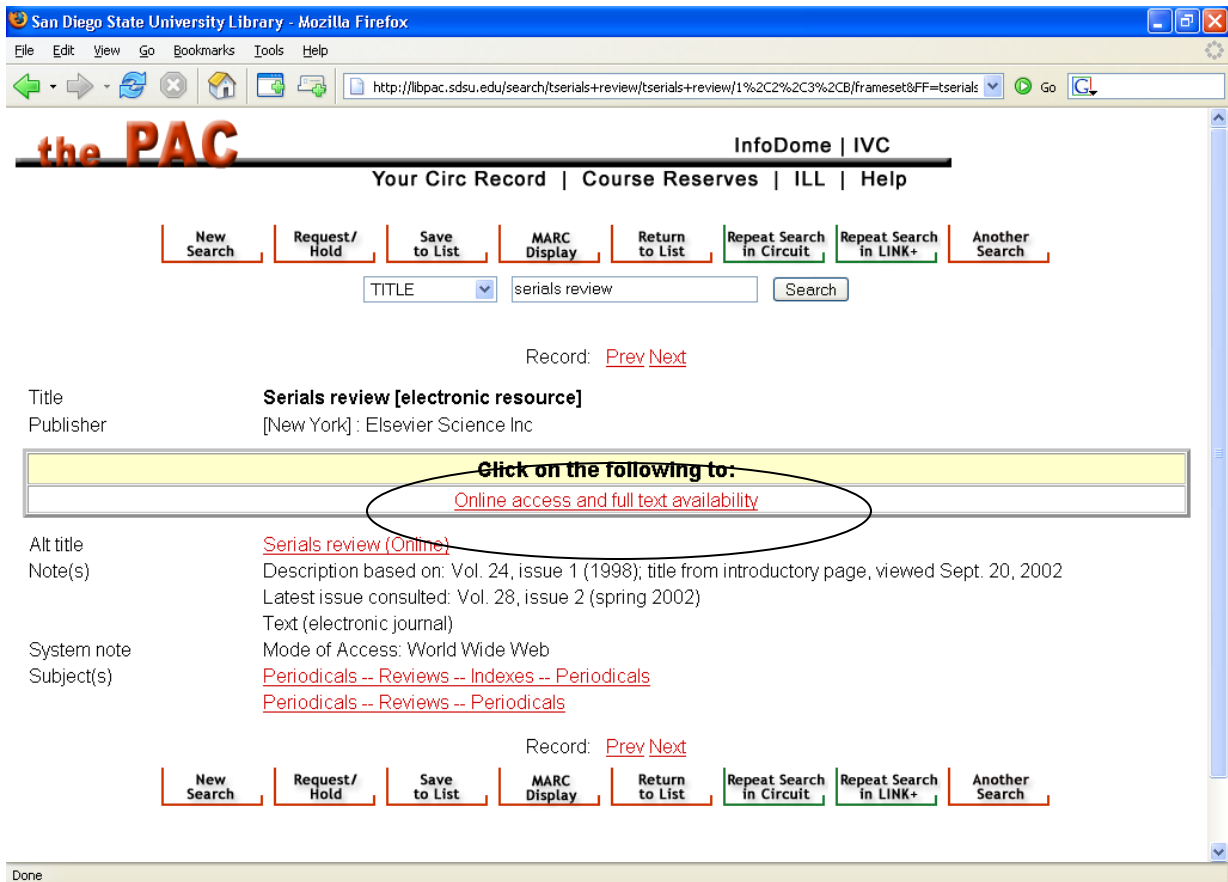 San Diego State University Library - Mozilla Firefox
File Edit View Go Bookmarks Tools Help
http://libpac.sdsu.edu/search/tserials+review/tserials+review/1%2C2%2C3%2CB/frameset&FF=tserials Go G
the PAC
InfoDome | IVC
Your Circ Record | Course Reserves | ILL | Help
New Search Request/ Hold Save to List MARC Display Return to List Repeat Search in Circuit Repeat Search in LINK+ Another Search
TITLE serials review Search
Record: Prev Next
Title Serials review [electronic resource]
Publisher [New York] : Elsevier Science Inc
Click on the following to:
Online access and full text availability
Alt title Serials review (Online)
Note(s) Description based on: Vol. 24, issue 1 (1998); title from introductory page, viewed Sept. 20, 2002
Latest issue consulted: Vol. 28, issue 2 (spring 2002)
Text (electronic journal)
System note Mode of Access: World Wide Web
Subject(s) Periodicals -- Reviews -- Indexes -- Periodicals
Periodicals -- Reviews -- Periodicals
Record: Prev Next
New Search Request/ Hold Save to List MARC Display Return to List Repeat Search in Circuit Repeat Search in LINK+ Another Search
Done